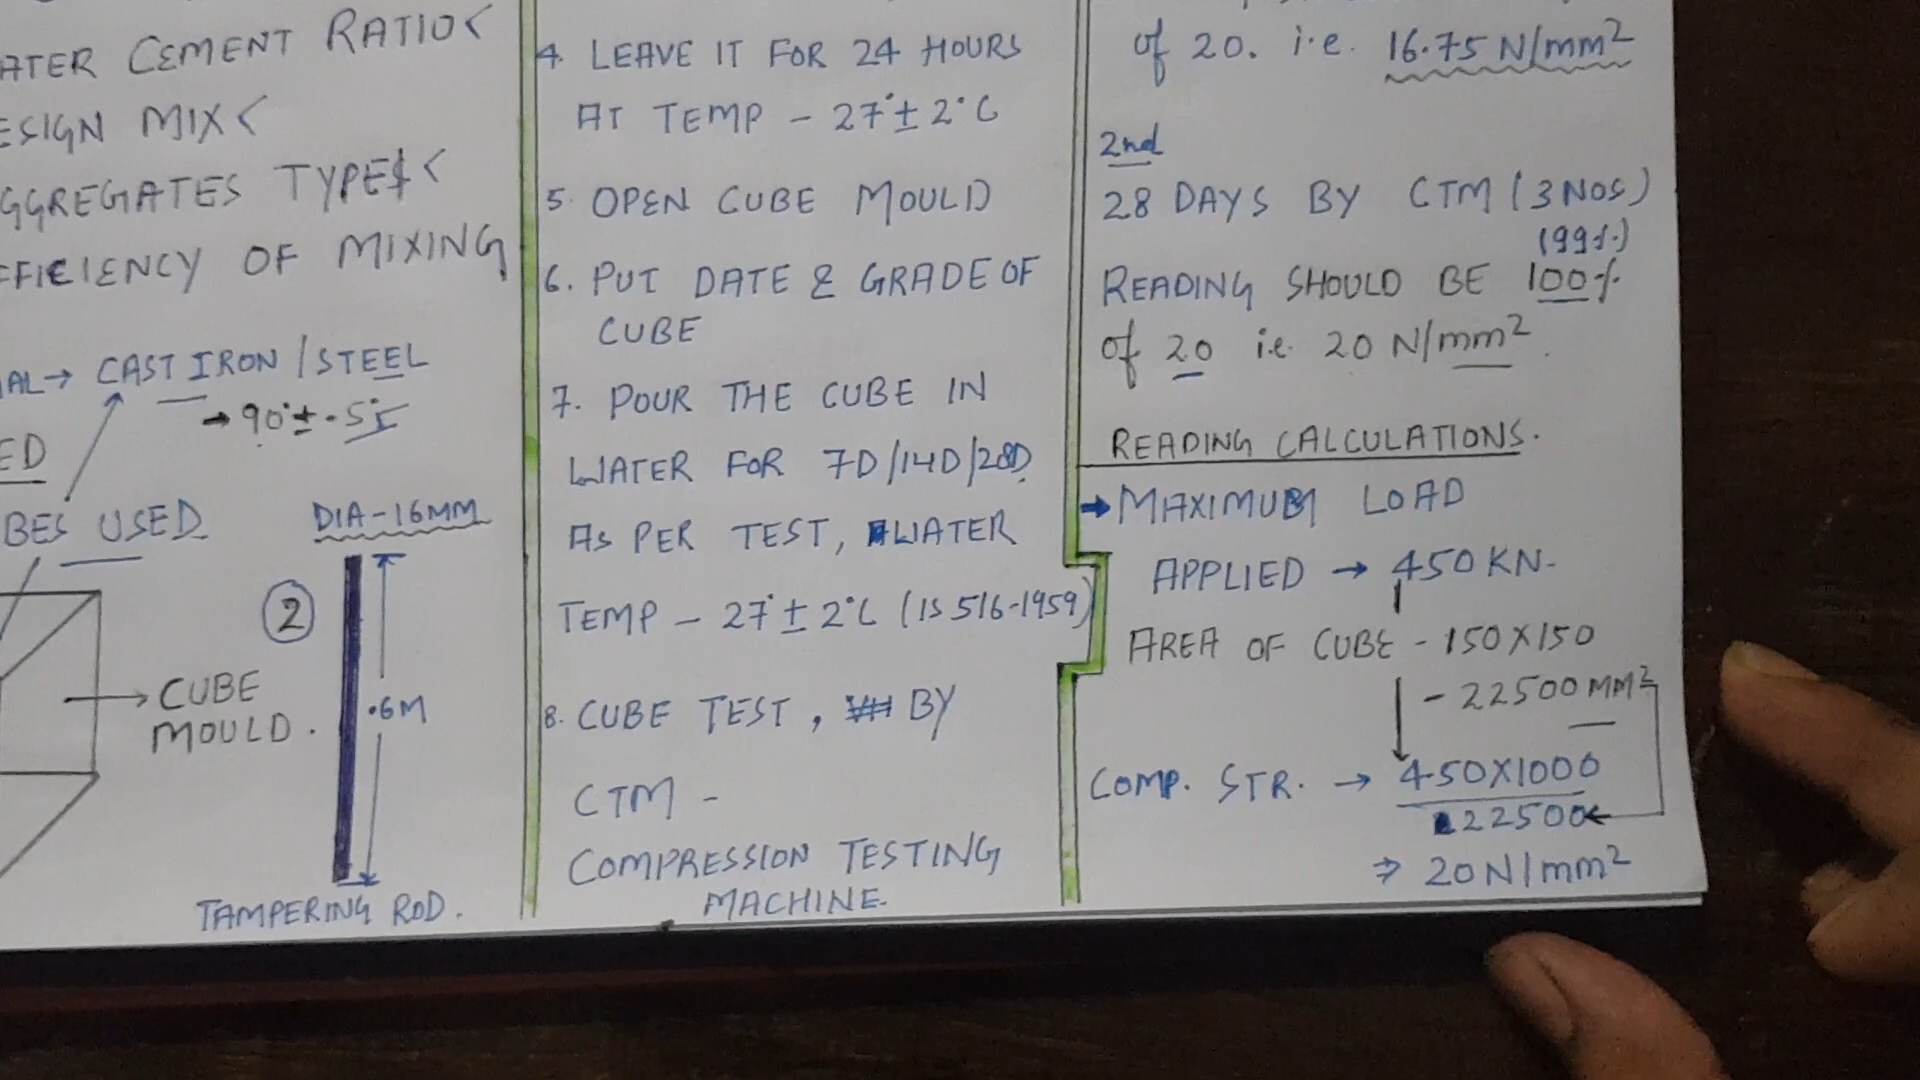 ATER CEMENT RATIO<
ESIGN MIX<
GGREGATES TYPES<
FFICIENCY OF MIXING
AL→ CAST IRON / STEEL
→ 90°± .5°
ED
BES USED
DIA-16MM
②
→ CUBE
MOULD.
.6M
TAMPERING ROD.
4. LEAVE IT FOR 24 HOURS
AT TEMP - 27°± 2°C
5. OPEN CUBE MOULD
6. PUT DATE & GRADE OF
CUBE
7. POUR THE CUBE IN
WATER FOR 7D/14D/28D
AS PER TEST, WATER
TEMP - 27°± 2°C (IS 516-1959)
8. CUBE TEST, BY
CTM -
COMPRESSION TESTING
MACHINE.
of 20. i.e. 16.75 N/mm²
2nd
28 DAYS BY CTM (3 NOS)
(99%)
READING SHOULD BE 100%
of 20 i.e. 20 N/mm².
READING CALCULATIONS.
→ MAXIMUM LOAD
APPLIED → 450 KN-
AREA OF CUBE - 150X150
- 22500 MM²
COMP. STR. → 450X1000
22500
⇒ 20N/mm²